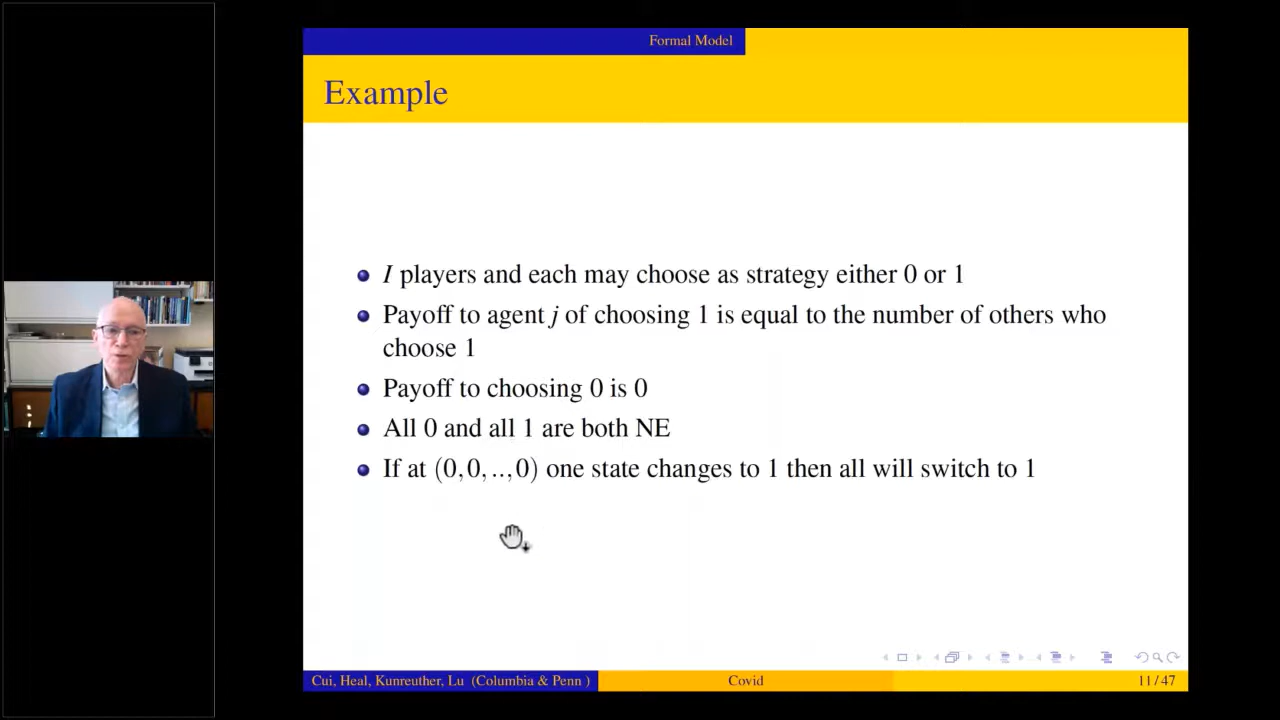 Formal Model
Example
I players and each may choose as strategy either 0 or 1
Payoff to agent j of choosing 1 is equal to the number of others who
choose 1
Payoff to choosing 0 is 0
All 0 and all 1 are both NE
If at (0,0,..,0) one state changes to 1 then all will switch to 1
Cui, Heal, Kunreuther, Lu (Columbia & Penn )
Covid
11 / 47